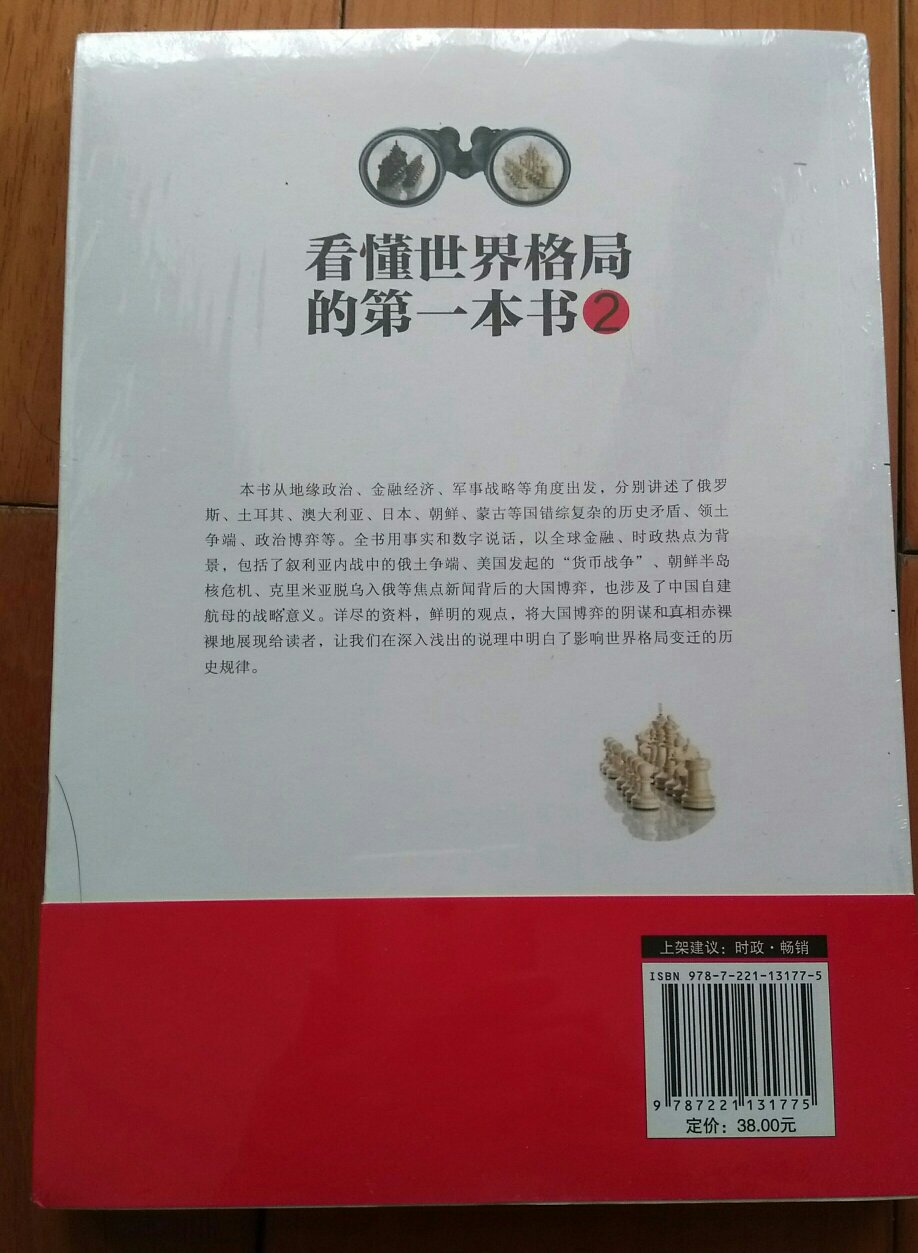 看懂世界格局
的第一本书2
本书从地缘政治、金融经济、军事战略等角度出发，分别讲述了俄罗
斯、土耳其、澳大利亚、日本、朝鲜、蒙古等国错综复杂的历史矛盾、领土
争端、政治博弈等。全书用事实和数字说话，以全球金融、时政热点为背
景，包括了叙利亚内战中的俄土争端、美国发起的“货币战争”、朝鲜半岛
核危机、克里米亚脱乌入俄等焦点新闻背后的大国博弈，也涉及了中国自建
航母的战略意义。详尽的资料，鲜明的观点，将大国博弈的阴谋和真相赤裸
裸地展现给读者，让我们在深入浅出的说理中明白了影响世界格局变迁的历
史规律。
上架建议：时政·畅销
ISBN 978-7-221-13177-5
9 787221 131775
定价：38.00元